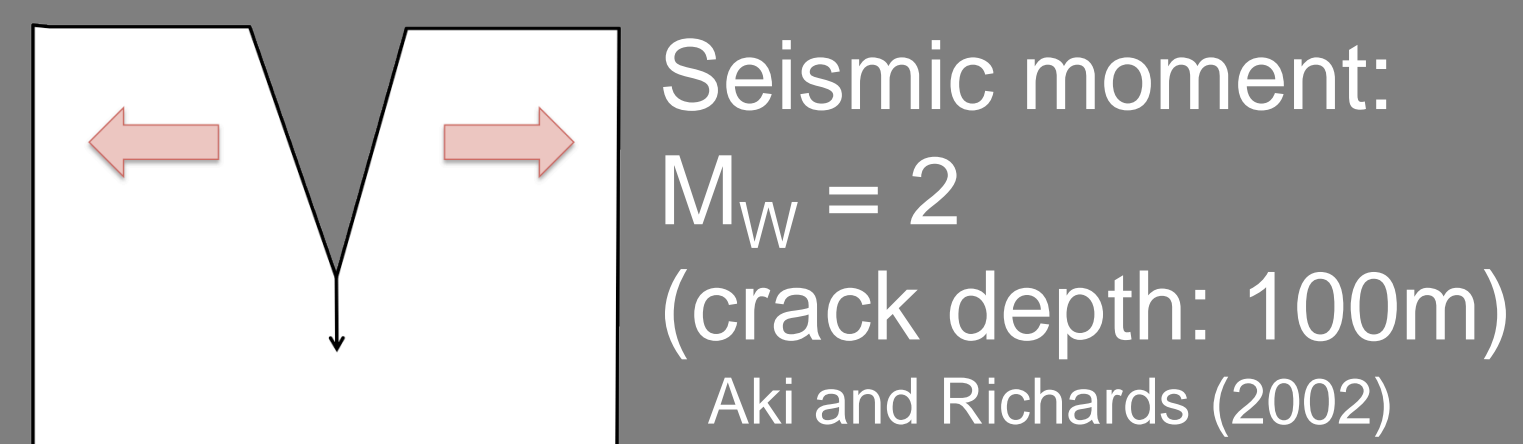 Seismic moment:
M_W = 2
(crack depth: 100m)
Aki and Richards (2002)